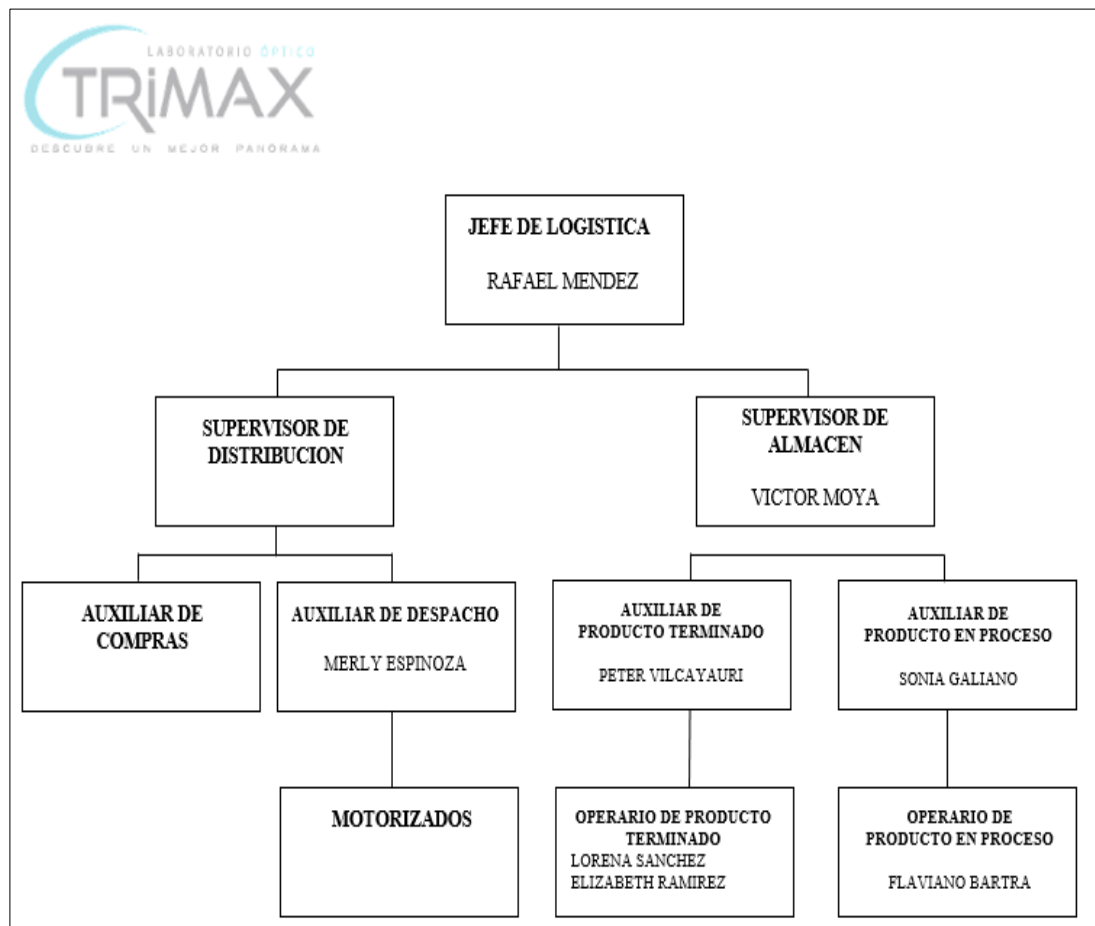 LABORATORIO ÓPTICO
TRiMAX
DESCUBRE UN MEJOR PANORAMA
JEFE DE LOGISTICA
RAFAEL MENDEZ
SUPERVISOR DE
DISTRIBUCION
SUPERVISOR DE
ALMACEN
VICTOR MOYA
AUXILIAR DE
COMPRAS
AUXILIAR DE DESPACHO
MERLY ESPINOZA
AUXILIAR DE
PRODUCTO TERMINADO
PETER VILCAYAURI
AUXILIAR DE
PRODUCTO EN PROCESO
SONIA GALIANO
MOTORIZADOS
OPERARIO DE PRODUCTO
TERMINADO
LORENA SANCHEZ
ELIZABETH RAMIREZ
OPERARIO DE
PRODUCTO EN PROCESO
FLAVIANO BARTRA